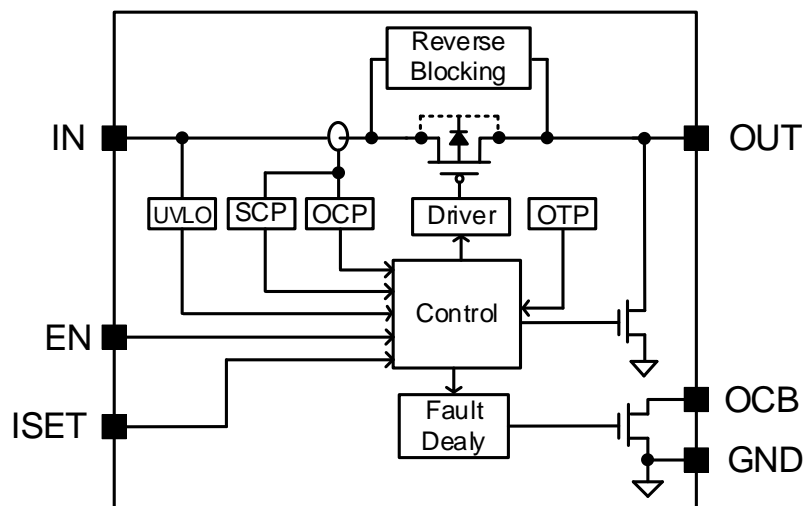 Reverse
Blocking
IN
OUT
UVLO
SCP
OCP
Driver
OTP
Control
EN
ISET
Fault
Dealy
OCB
GND